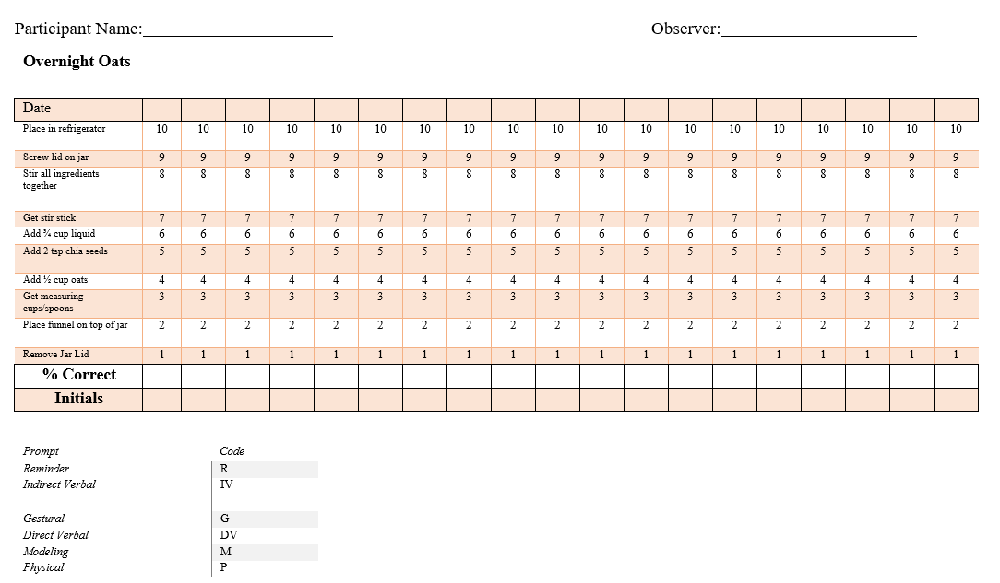 Participant Name:______________________ Observer:______________________
Overnight Oats
Date
Place in refrigerator 10 10 10 10 10 10 10 10 10 10 10 10 10 10 10 10 10 10 10
Screw lid on jar 9 9 9 9 9 9 9 9 9 9 9 9 9 9 9 9 9 9 9
Stir all ingredients
together 8 8 8 8 8 8 8 8 8 8 8 8 8 8 8 8 8 8 8
Get stir stick 7 7 7 7 7 7 7 7 7 7 7 7 7 7 7 7 7 7 7
Add ¾ cup liquid 6 6 6 6 6 6 6 6 6 6 6 6 6 6 6 6 6 6 6
Add 2 tsp chia seeds 5 5 5 5 5 5 5 5 5 5 5 5 5 5 5 5 5 5 5
Add ½ cup oats 4 4 4 4 4 4 4 4 4 4 4 4 4 4 4 4 4 4 4
Get measuring
cups/spoons 3 3 3 3 3 3 3 3 3 3 3 3 3 3 3 3 3 3 3
Place funnel on top of jar 2 2 2 2 2 2 2 2 2 2 2 2 2 2 2 2 2 2 2
Remove Jar Lid 1 1 1 1 1 1 1 1 1 1 1 1 1 1 1 1 1 1 1
% Correct
Initials
Prompt Code
Reminder R
Indirect Verbal IV
Gestural G
Direct Verbal DV
Modeling M
Physical P